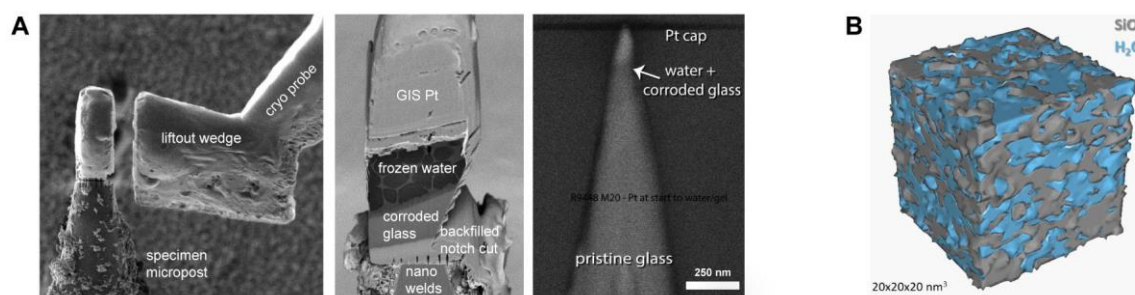 A
liftout wedge
cryo probe
specimen
micropost
GIS Pt
frozen water
corroded
glass
backfilled
notch cut
nano
welds
Pt cap
water +
corroded glass
R9448 M20 - Pt at start to water/gel
pristine glass
250 nm
B
20x20x20 nm³